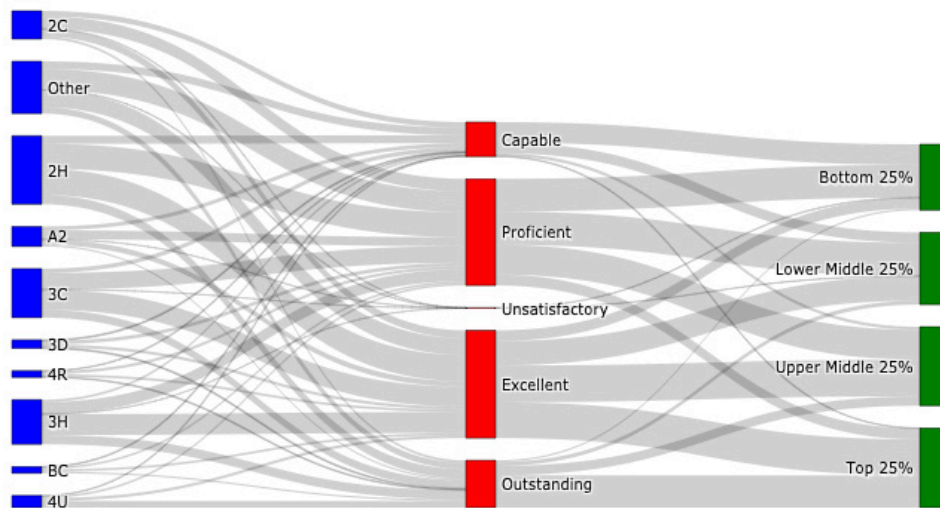 2C
Other
2H
A2
3C
3D
4R
3H
BC
4U
Capable
Proficient
Unsatisfactory
Excellent
Outstanding
Bottom 25%
Lower Middle 25%
Upper Middle 25%
Top 25%